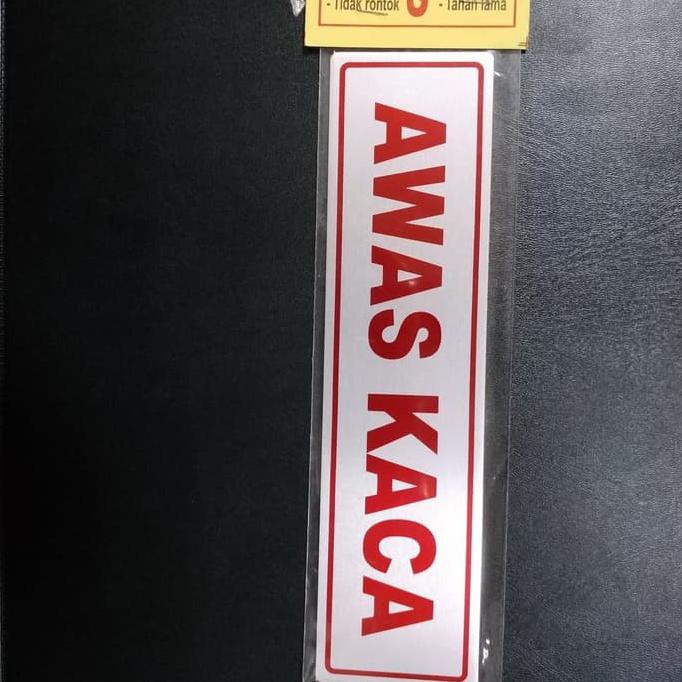 - Tidak rontok
- Tahan lama
AWAS KACA